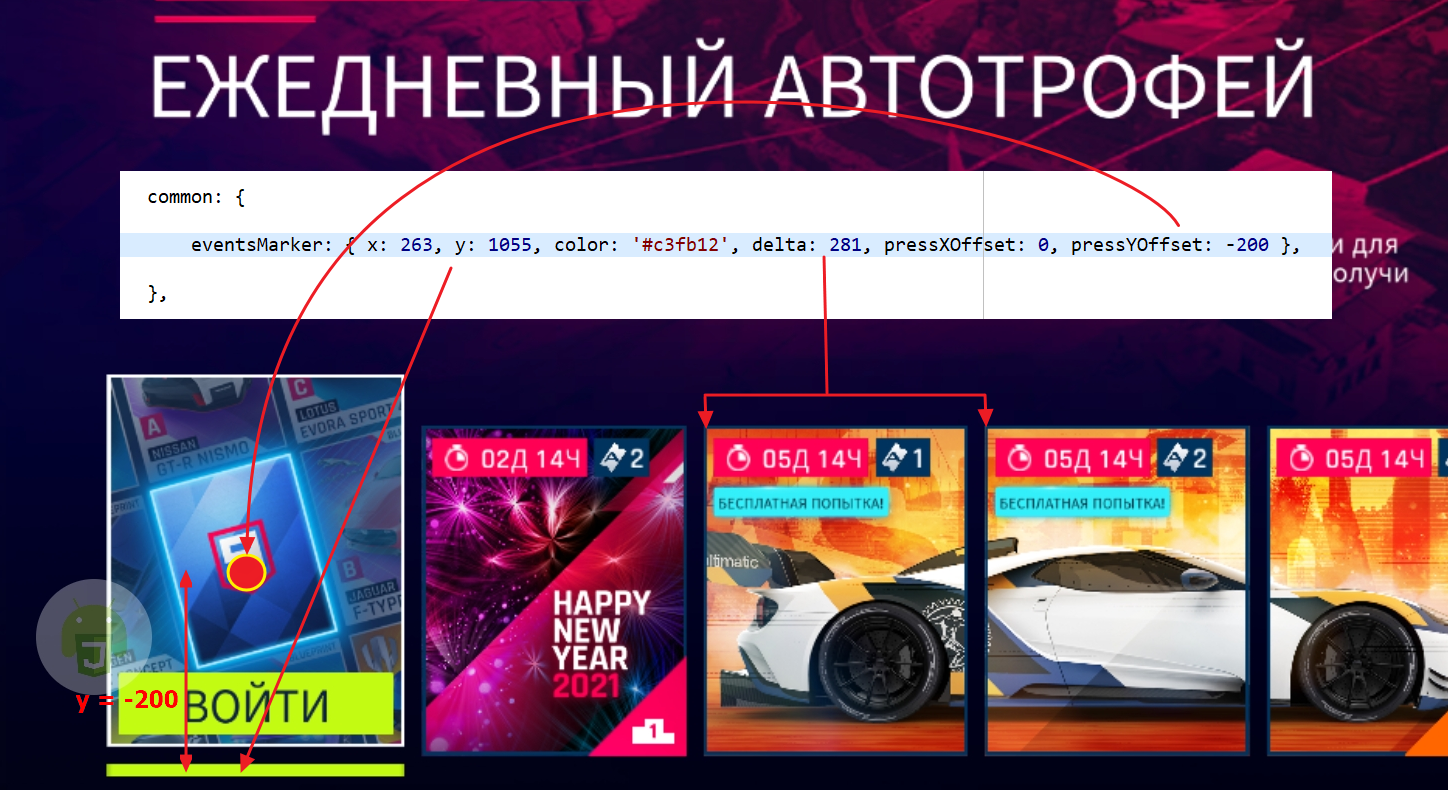 ЕЖЕДНЕВНЫЙ АВТОТРОФЕЙ
common: {
eventsMarker: { x: 263, y: 1055, color: '#c3fb12', delta: 281, pressXOffset: 0, pressYOffset: -200 },
},
и для
олучи
C
LOTUS
EVORA SPORT
A
NISSAN
GT-R NISMO
B
JAGUAR
F-TYPE
CONCEPT
y = -200
ВОЙТИ
02Д 14Ч 2
HAPPY
NEW
YEAR
2021
1
05Д 14Ч 1
БЕСПЛАТНАЯ ПОПЫТКА!
ultimatic
05Д 14Ч 2
БЕСПЛАТНАЯ ПОПЫТКА!
05Д 14Ч